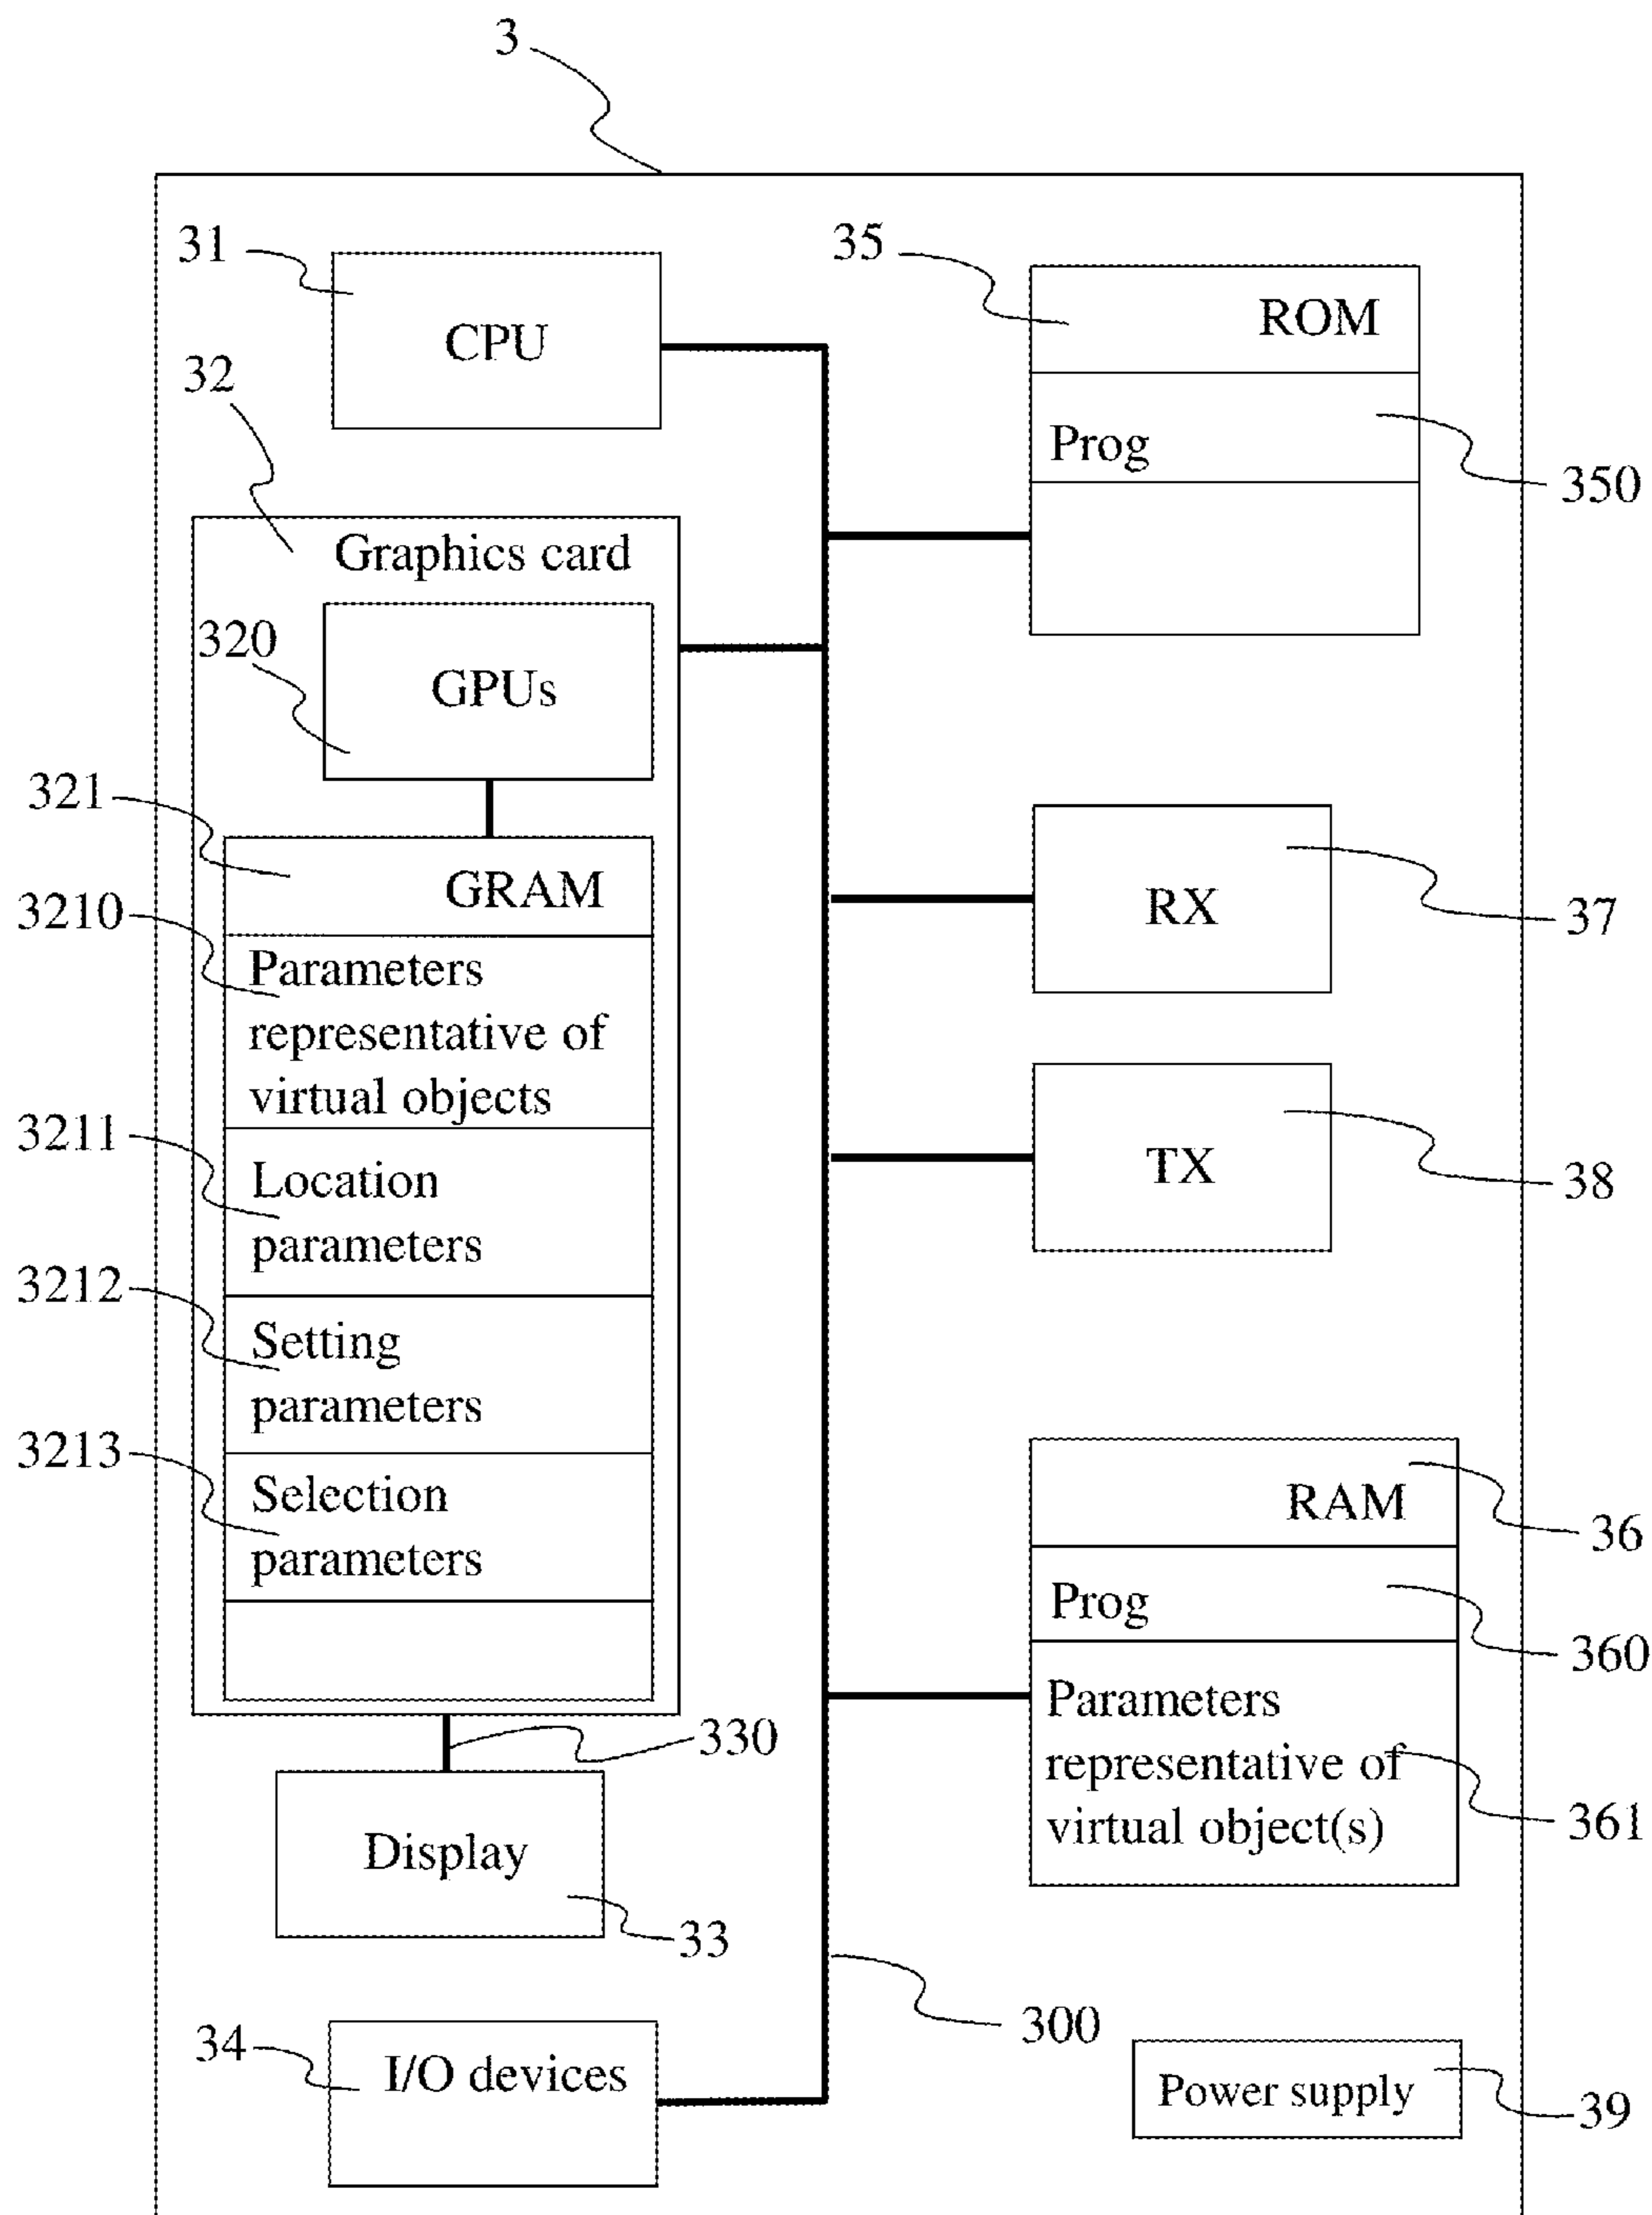 3
31
CPU
35
ROM
32
Prog
350
Graphics card
320
GPUs
321
GRAM
3210
Parameters
representative of
virtual objects
RX
37
3211
Location
parameters
TX
38
3212
Setting
parameters
3213
Selection
parameters
RAM
36
Prog
360
Parameters
representative of
virtual object(s)
361
330
Display
33
300
34
I/O devices
Power supply
39